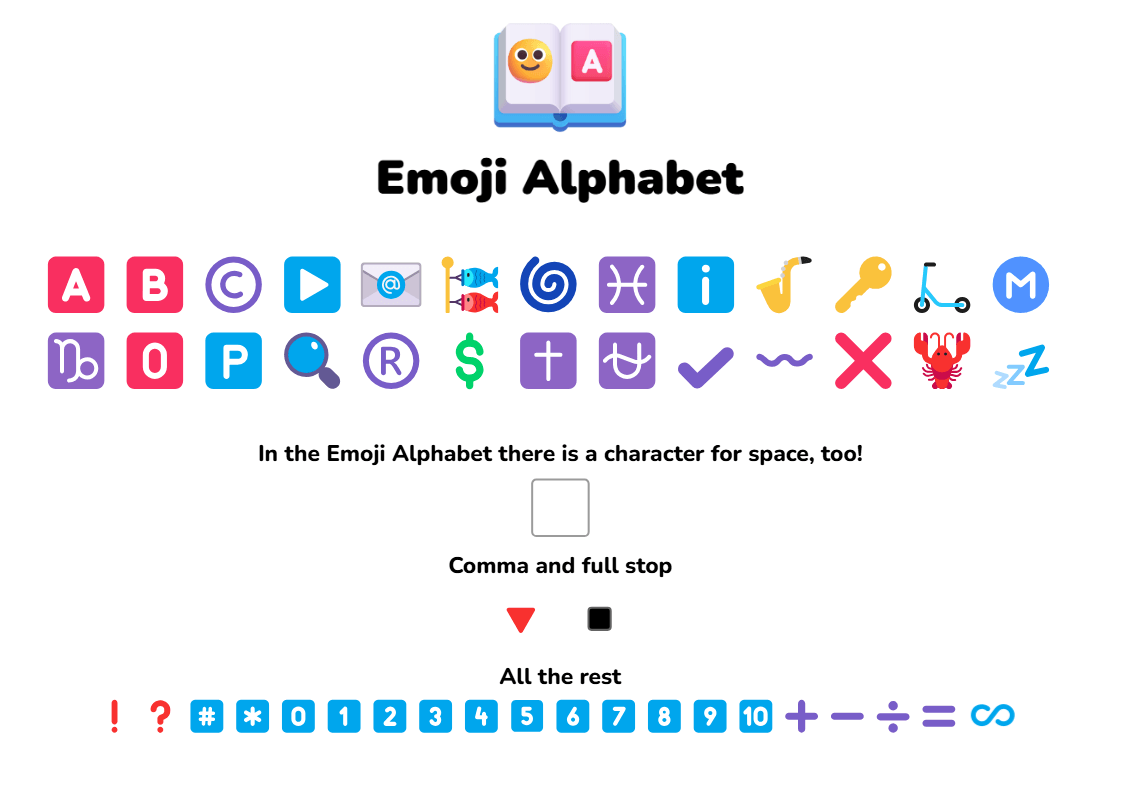 A
Emoji Alphabet
🅰️ 🅱️ ©️ ▶️ 📧 🎏 🌀 ♓ ℹ️ 🎷 🔑 🛴 Ⓜ️
♑ 🅾️ 🅿️ 🔍 ®️ 💲 ✝️ ⛎ ✔️ 〰️ ❌ 🦞 💤
In the Emoji Alphabet there is a character for space, too!
Comma and full stop
🔻 ▪️
All the rest
❗ ❓ #️⃣ *️⃣ 0️⃣ 1️⃣ 2️⃣ 3️⃣ 4️⃣ 5️⃣ 6️⃣ 7️⃣ 8️⃣ 9️⃣ 🔟 ➕ ➖ ➗ 🟰 ♾️